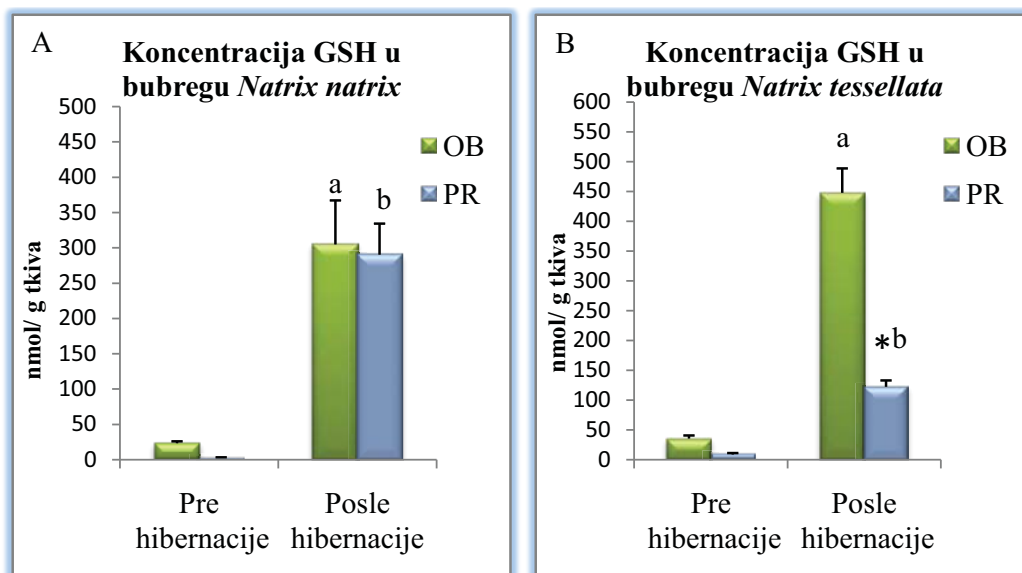 A
Koncentracija GSH u
bubregu Natrix natrix
500
450
400
350
300
250
200
150
100
50
0
nmol/ g tkiva
OB
PR
a
b
Pre
hibernacije
Posle
hibernacije
B
Koncentracija GSH u
bubregu Natrix tessellata
600
550
500
450
400
350
300
250
200
150
100
50
0
nmol/ g tkiva
OB
PR
a
*b
Pre
hibernacije
Posle
hibernacije